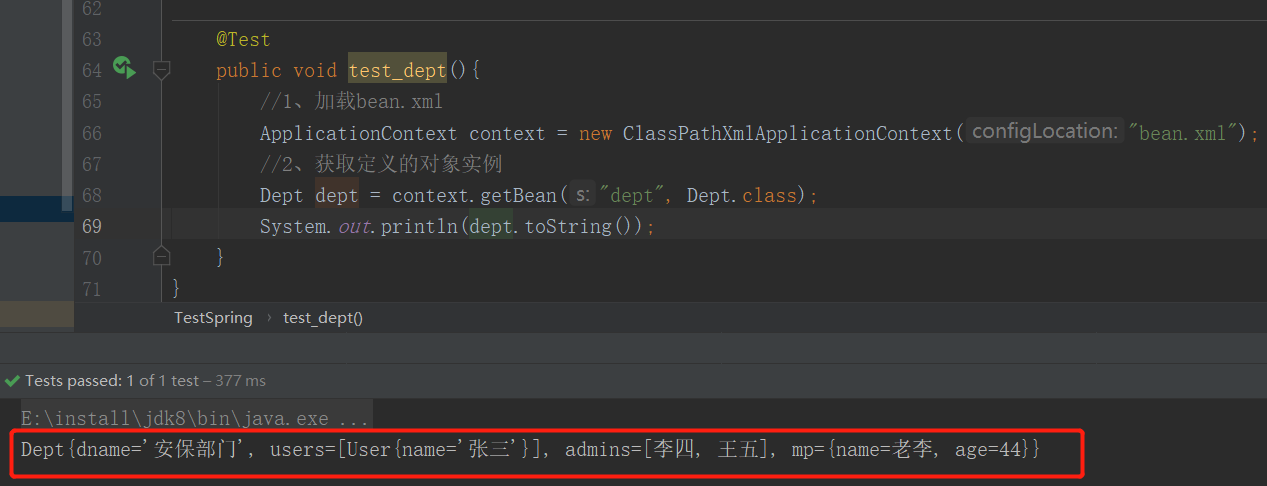 62
63 @Test
64 public void test_dept(){
65 //1、加载bean.xml
66 ApplicationContext context = new ClassPathXmlApplicationContext( configLocation: "bean.xml");
67 //2、获取定义的对象实例
68 Dept dept = context.getBean( s: "dept", Dept.class);
69 System.out.println(dept.toString());
70 }
71 }
TestSpring › test_dept()
Tests passed: 1 of 1 test – 377 ms
E:\install\jdk8\bin\java.exe ...
Dept{dname='安保部门', users=[User{name='张三'}], admins=[李四, 王五], mp={name=老李, age=44}}